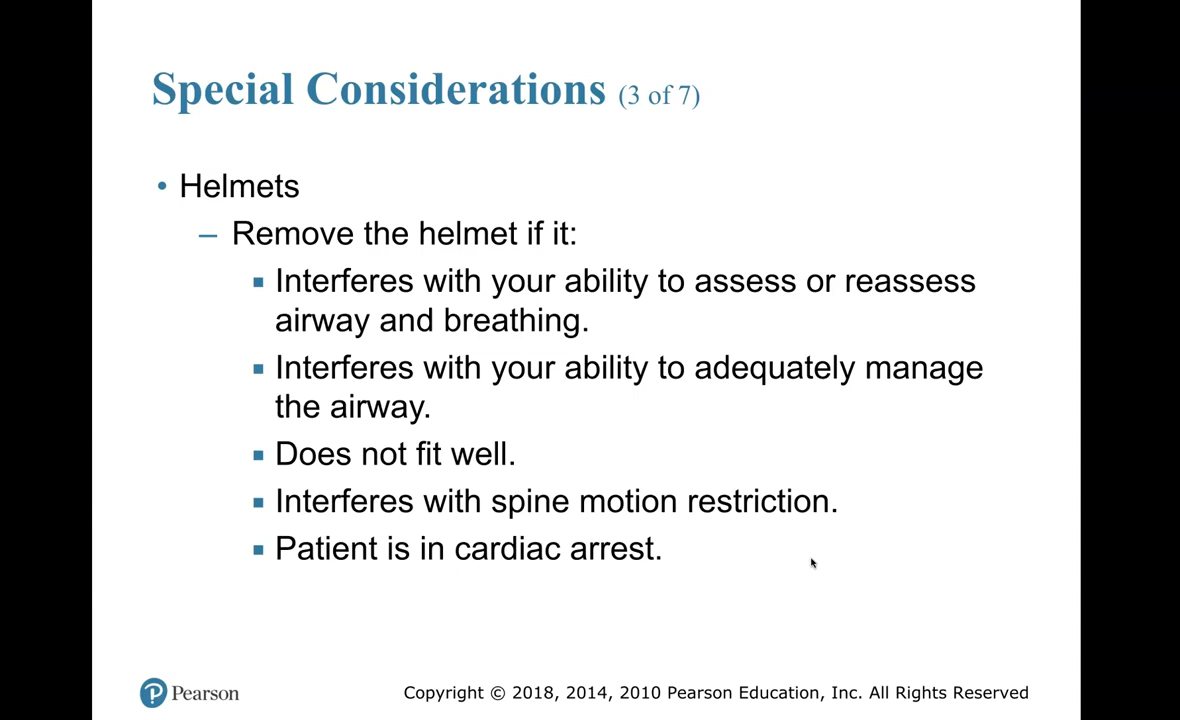 Special Considerations (3 of 7)
• Helmets
– Remove the helmet if it:
▪ Interferes with your ability to assess or reassess
airway and breathing.
▪ Interferes with your ability to adequately manage
the airway.
▪ Does not fit well.
▪ Interferes with spine motion restriction.
▪ Patient is in cardiac arrest.
P Pearson
Copyright © 2018, 2014, 2010 Pearson Education, Inc. All Rights Reserved